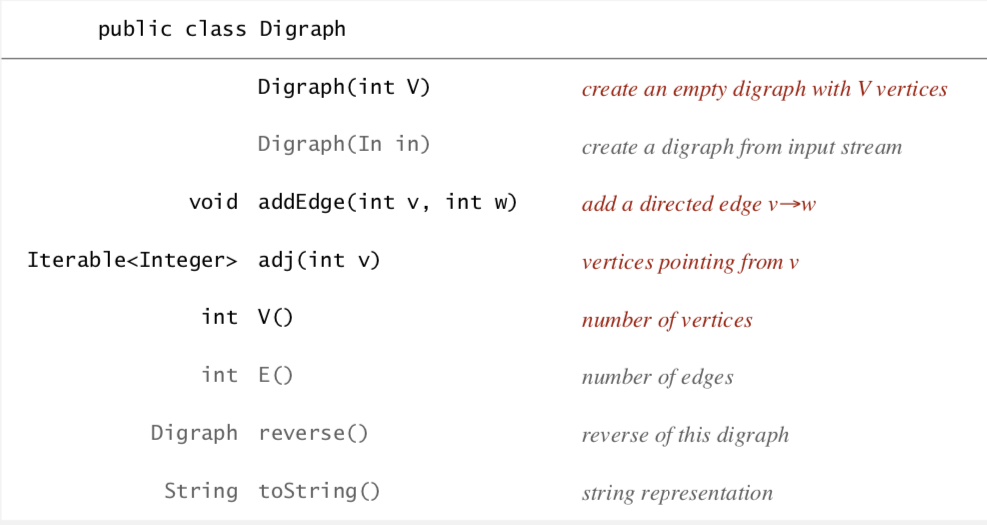 public class Digraph
Digraph(int V) create an empty digraph with V vertices
Digraph(In in) create a digraph from input stream
void addEdge(int v, int w) add a directed edge v→w
Iterable<Integer> adj(int v) vertices pointing from v
int V() number of vertices
int E() number of edges
Digraph reverse() reverse of this digraph
String toString() string representation